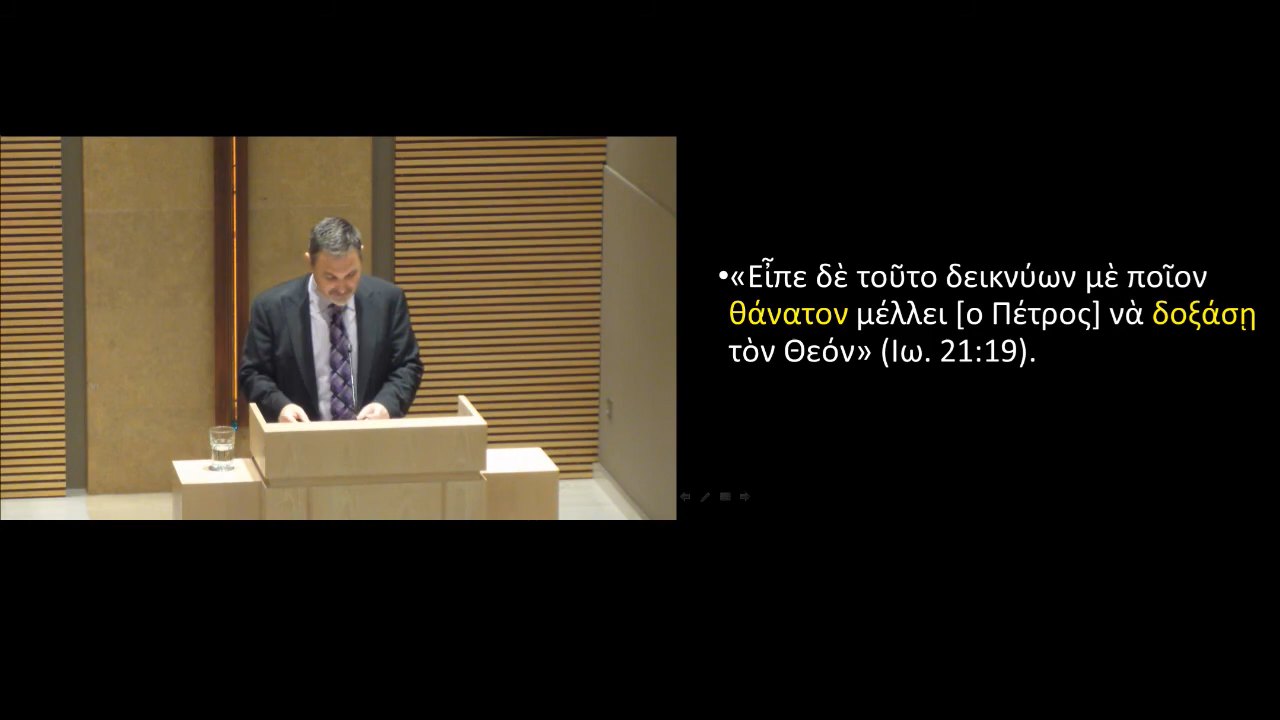 •«Εἶπε δὲ τοῦτο δεικνύων μὲ ποῖον
θάνατον μέλλει [ο Πέτρος] νὰ δοξάσῃ
τὸν Θεόν» (Ιω. 21:19).